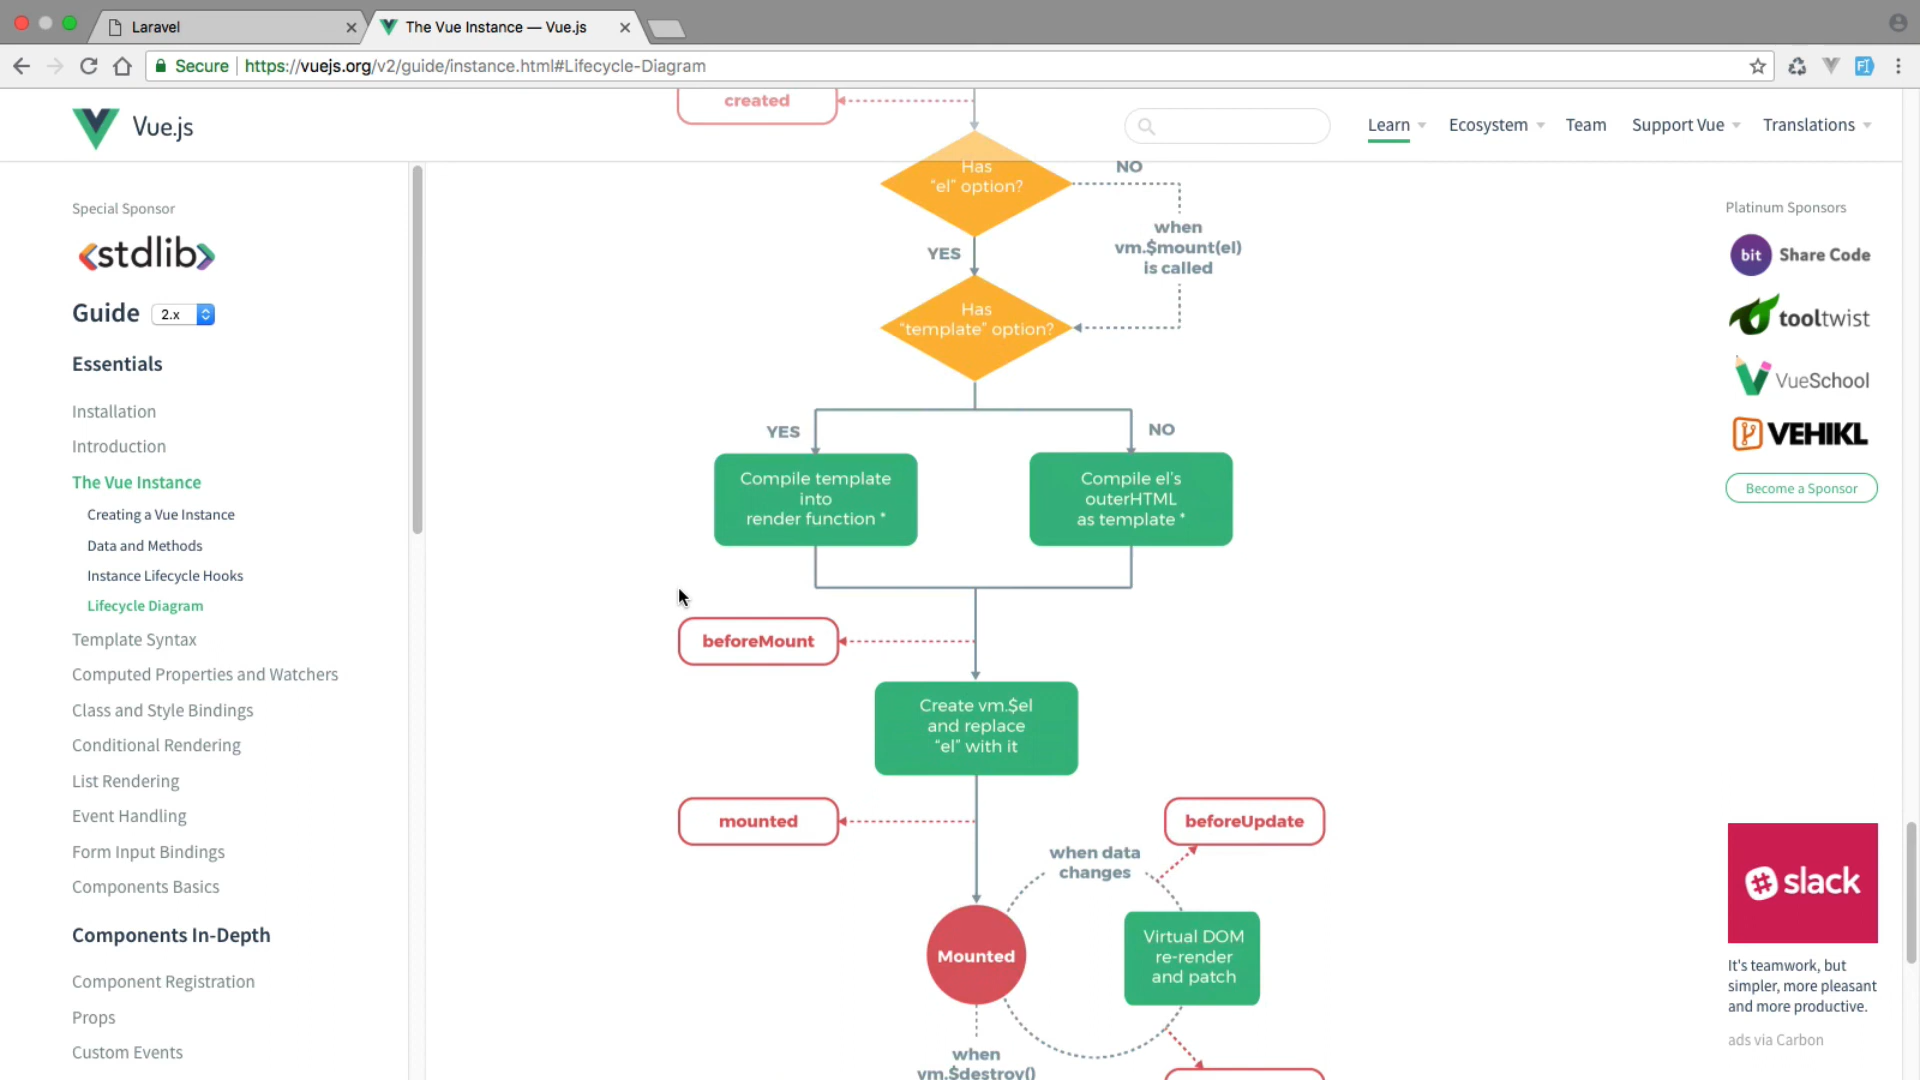 Laravel
The Vue Instance — Vue.js
Secure
https://vuejs.org/v2/guide/instance.html#Lifecycle-Diagram
Vue.js
Learn
Ecosystem
Team
Support Vue
Translations
Special Sponsor
<stdlib>
Guide
2.x
Essentials
Installation
Introduction
The Vue Instance
Creating a Vue Instance
Data and Methods
Instance Lifecycle Hooks
Lifecycle Diagram
Template Syntax
Computed Properties and Watchers
Class and Style Bindings
Conditional Rendering
List Rendering
Event Handling
Form Input Bindings
Components Basics
Components In-Depth
Component Registration
Props
Custom Events
created
Has
“el” option?
NO
when
vm.$mount(el)
is called
YES
Has
“template” option?
YES
NO
Compile template
into
render function *
Compile el's
outerHTML
as template *
beforeMount
Create vm.$el
and replace
“el” with it
mounted
beforeUpdate
when data
changes
Mounted
Virtual DOM
re-render
and patch
when
vm.$destroy()
Platinum Sponsors
bit
Share Code
tooltwist
VueSchool
VEHIKL
Become a Sponsor
slack
It's teamwork, but
simpler, more pleasant
and more productive.
ads via Carbon